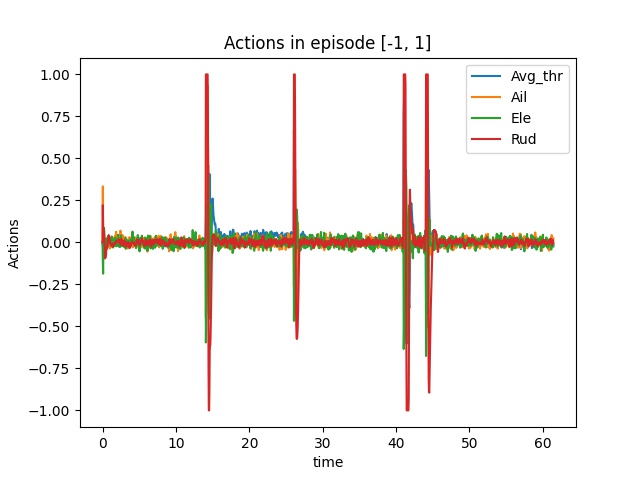 Actions in episode [-1, 1]
Avg_thr
Ail
Ele
Rud
1.00
0.75
0.50
0.25
0.00
−0.25
−0.50
−0.75
−1.00
Actions
0 10 20 30 40 50 60
time